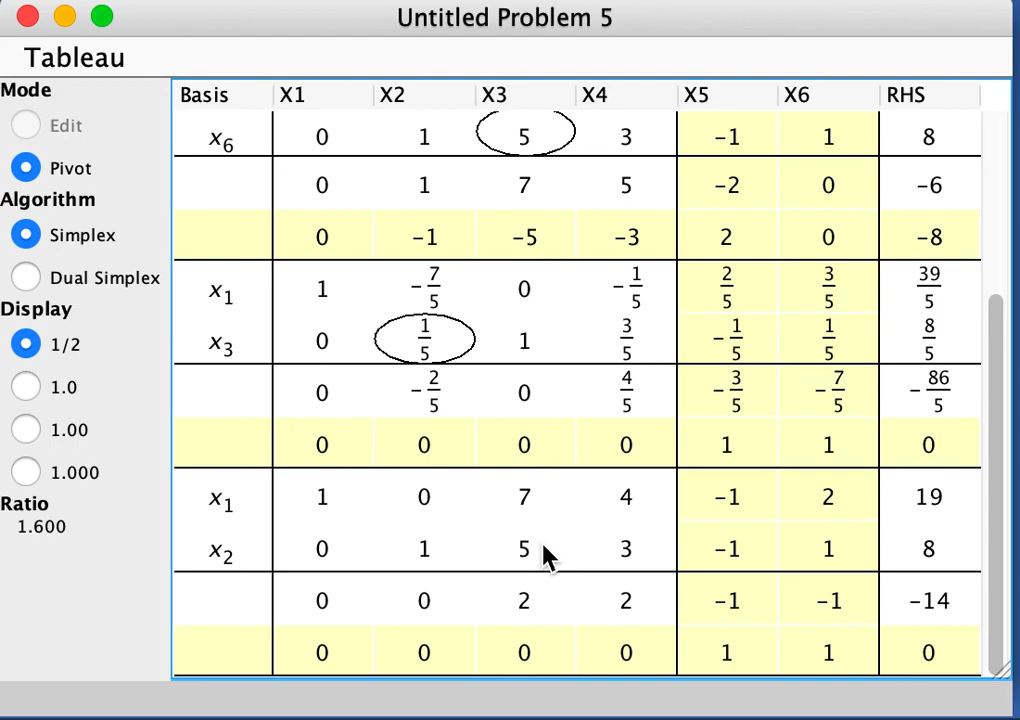 Untitled Problem 5
Tableau
Mode
Edit
Pivot
Algorithm
Simplex
Dual Simplex
Display
1/2
1.0
1.00
1.000
Ratio
1.600
Basis X1 X2 X3 X4 X5 X6 RHS
x6 0 1 5 3 -1 1 8
0 1 7 5 -2 0 -6
0 -1 -5 -3 2 0 -8
x1 1 -7/5 0 -1/5 2/5 3/5 39/5
x3 0 1/5 1 3/5 -1/5 1/5 8/5
0 -2/5 0 4/5 -3/5 -7/5 -86/5
0 0 0 0 1 1 0
x1 1 0 7 4 -1 2 19
x2 0 1 5 3 -1 1 8
0 0 2 2 -1 -1 -14
0 0 0 0 1 1 0